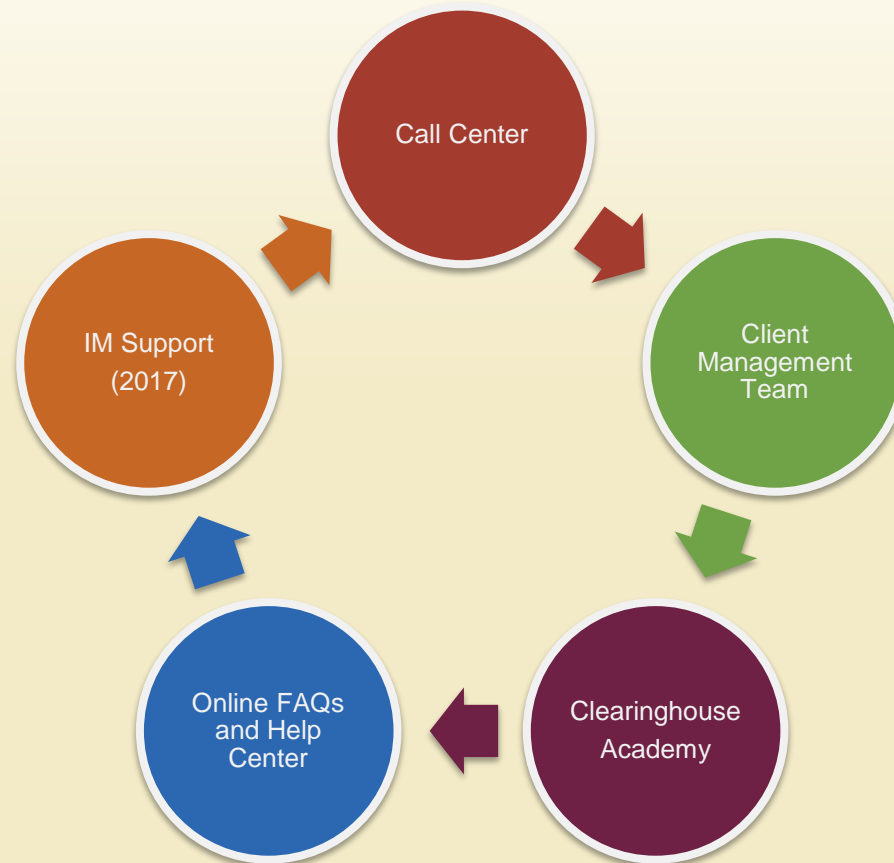 Call Center
Client
Management
Team
Clearinghouse
Academy
Online FAQs
and Help
Center
IM Support
(2017)